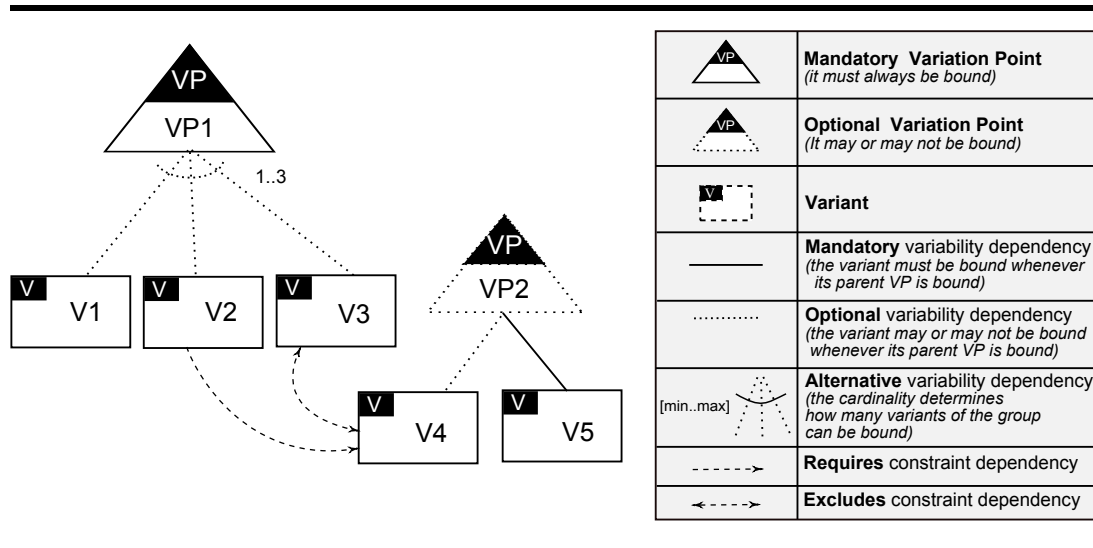 VP
VP1
1..3
V
V1
V
V2
V
V3
VP
VP2
V
V4
V
V5
VP
Mandatory Variation Point
(it must always be bound)
VP
Optional Variation Point
(It may or may not be bound)
V
Variant
Mandatory variability dependency
(the variant must be bound whenever
its parent VP is bound)
Optional variability dependency
(the variant may or may not be bound
whenever its parent VP is bound)
[min..max]
Alternative variability dependency
(the cardinality determines
how many variants of the group
can be bound)
Requires constraint dependency
Excludes constraint dependency